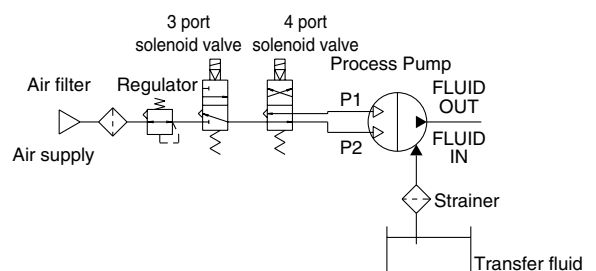 3 port
solenoid valve
4 port
solenoid valve
Process Pump
Air filter
Regulator
P1
FLUID
OUT
Air supply
P2
FLUID
IN
Strainer
Transfer fluid